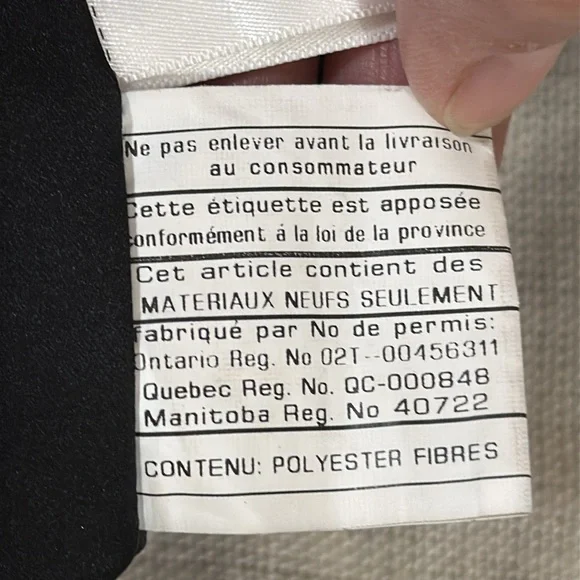 Ne pas enlever avant la livraison
au consommateur
Cette étiquette est apposée
conformément à la loi de la province
Cet article contient des
MATERIAUX NEUFS SEULEMENT
Fabriqué par No de permis:
Ontario Reg. No 02T--00456311
Quebec Reg. No. QC-000848
Manitoba Reg. No 40722
CONTENU: POLYESTER FIBRES